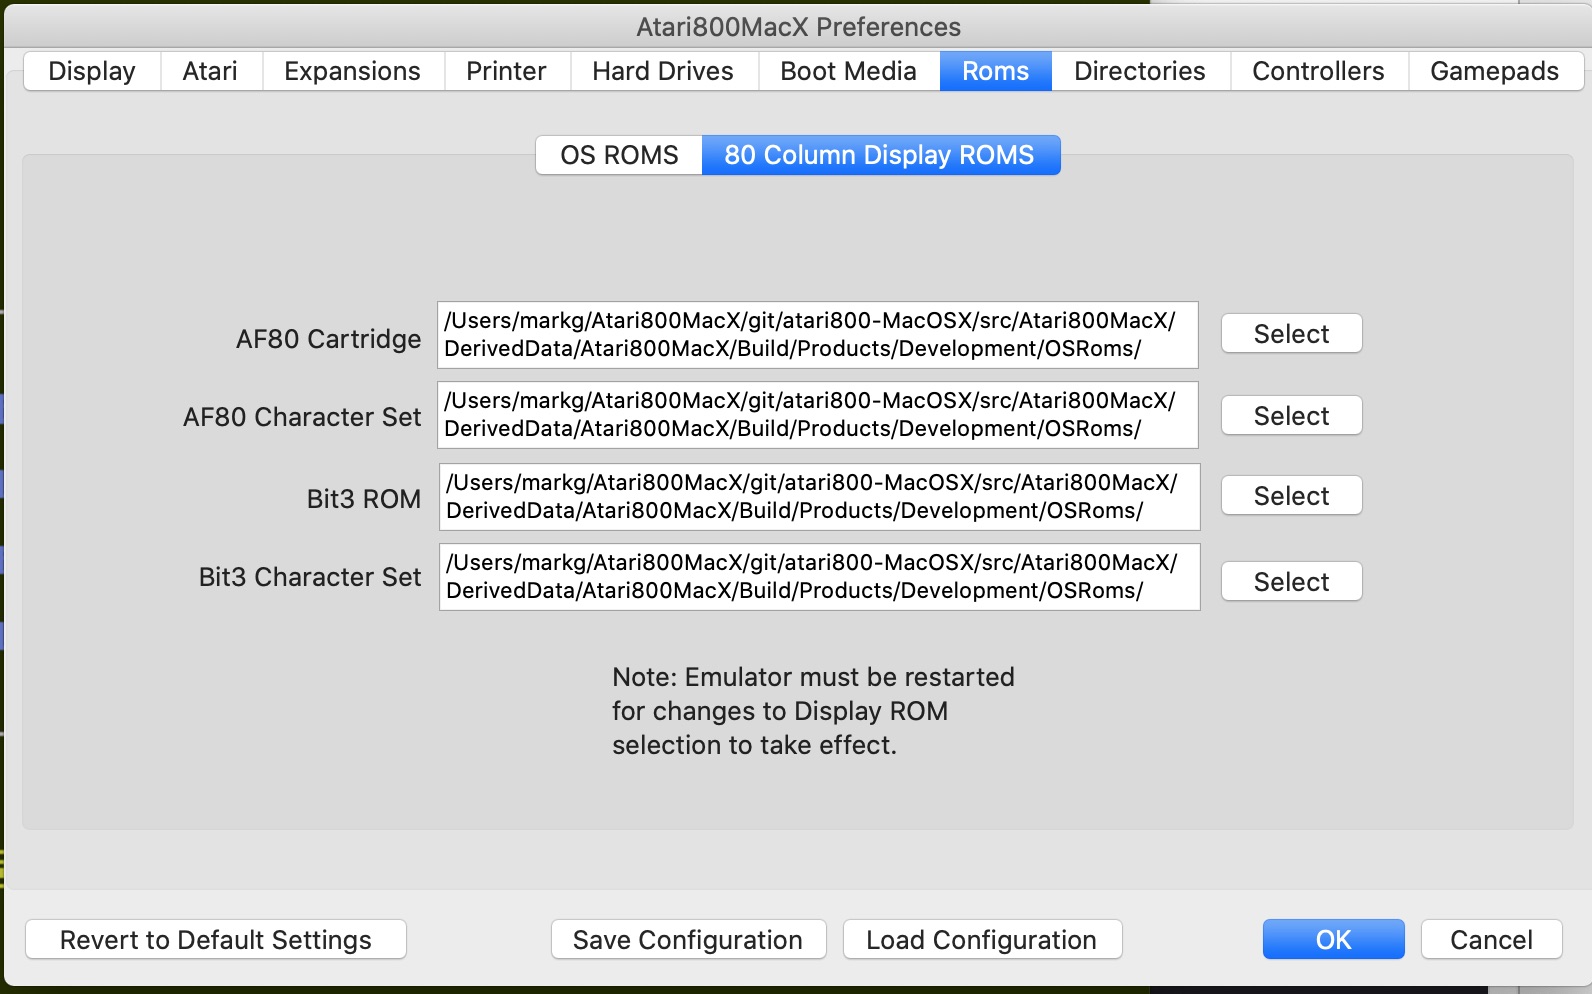 Atari800MacX Preferences
Display Atari Expansions Printer Hard Drives Boot Media Roms Directories Controllers Gamepads
OS ROMS 80 Column Display ROMS
AF80 Cartridge
/Users/markg/Atari800MacX/git/atari800-MacOSX/src/Atari800MacX/
DerivedData/Atari800MacX/Build/Products/Development/OSRoms/
Select
AF80 Character Set
/Users/markg/Atari800MacX/git/atari800-MacOSX/src/Atari800MacX/
DerivedData/Atari800MacX/Build/Products/Development/OSRoms/
Select
Bit3 ROM
/Users/markg/Atari800MacX/git/atari800-MacOSX/src/Atari800MacX/
DerivedData/Atari800MacX/Build/Products/Development/OSRoms/
Select
Bit3 Character Set
/Users/markg/Atari800MacX/git/atari800-MacOSX/src/Atari800MacX/
DerivedData/Atari800MacX/Build/Products/Development/OSRoms/
Select
Note: Emulator must be restarted
for changes to Display ROM
selection to take effect.
Revert to Default Settings Save Configuration Load Configuration OK Cancel